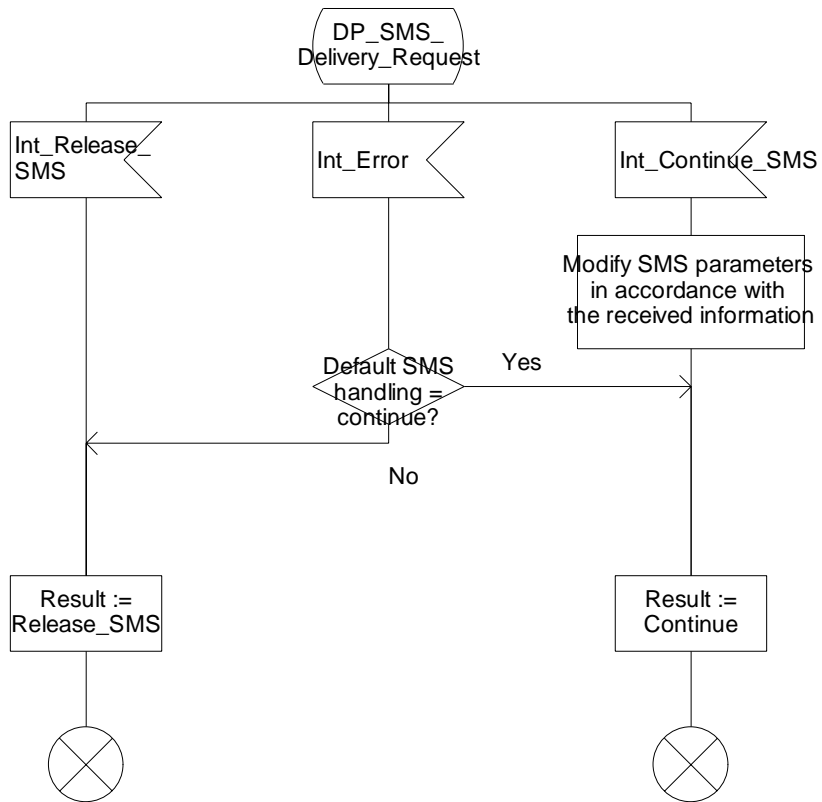 DP_SMS_
Delivery_Request
Int_Release_
SMS
Int_Error
Int_Continue_SMS
Modify SMS parameters
in accordance with
the received information
Default SMS
handling =
continue?
Yes
No
Result :=
Release_SMS
Result :=
Continue